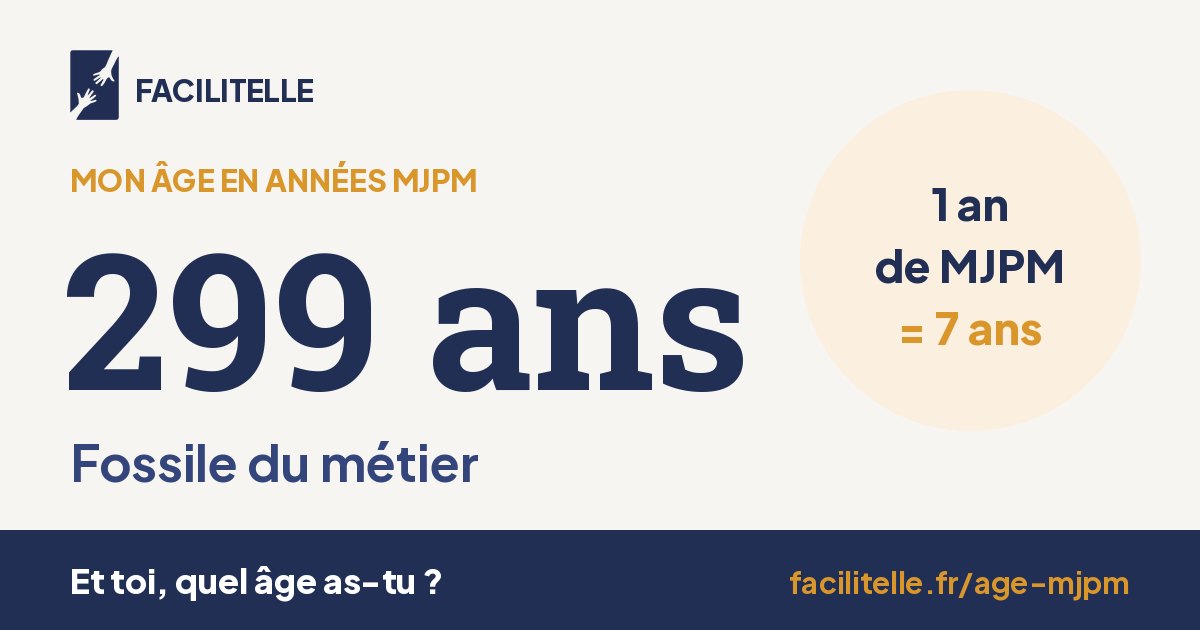 FACILITELLE
MON ÂGE EN ANNÉES MJPM
299 ans
Fossile du métier
1 an
de MJPM
= 7 ans
Et toi, quel âge as-tu ?
facilitelle.fr/age-mjpm